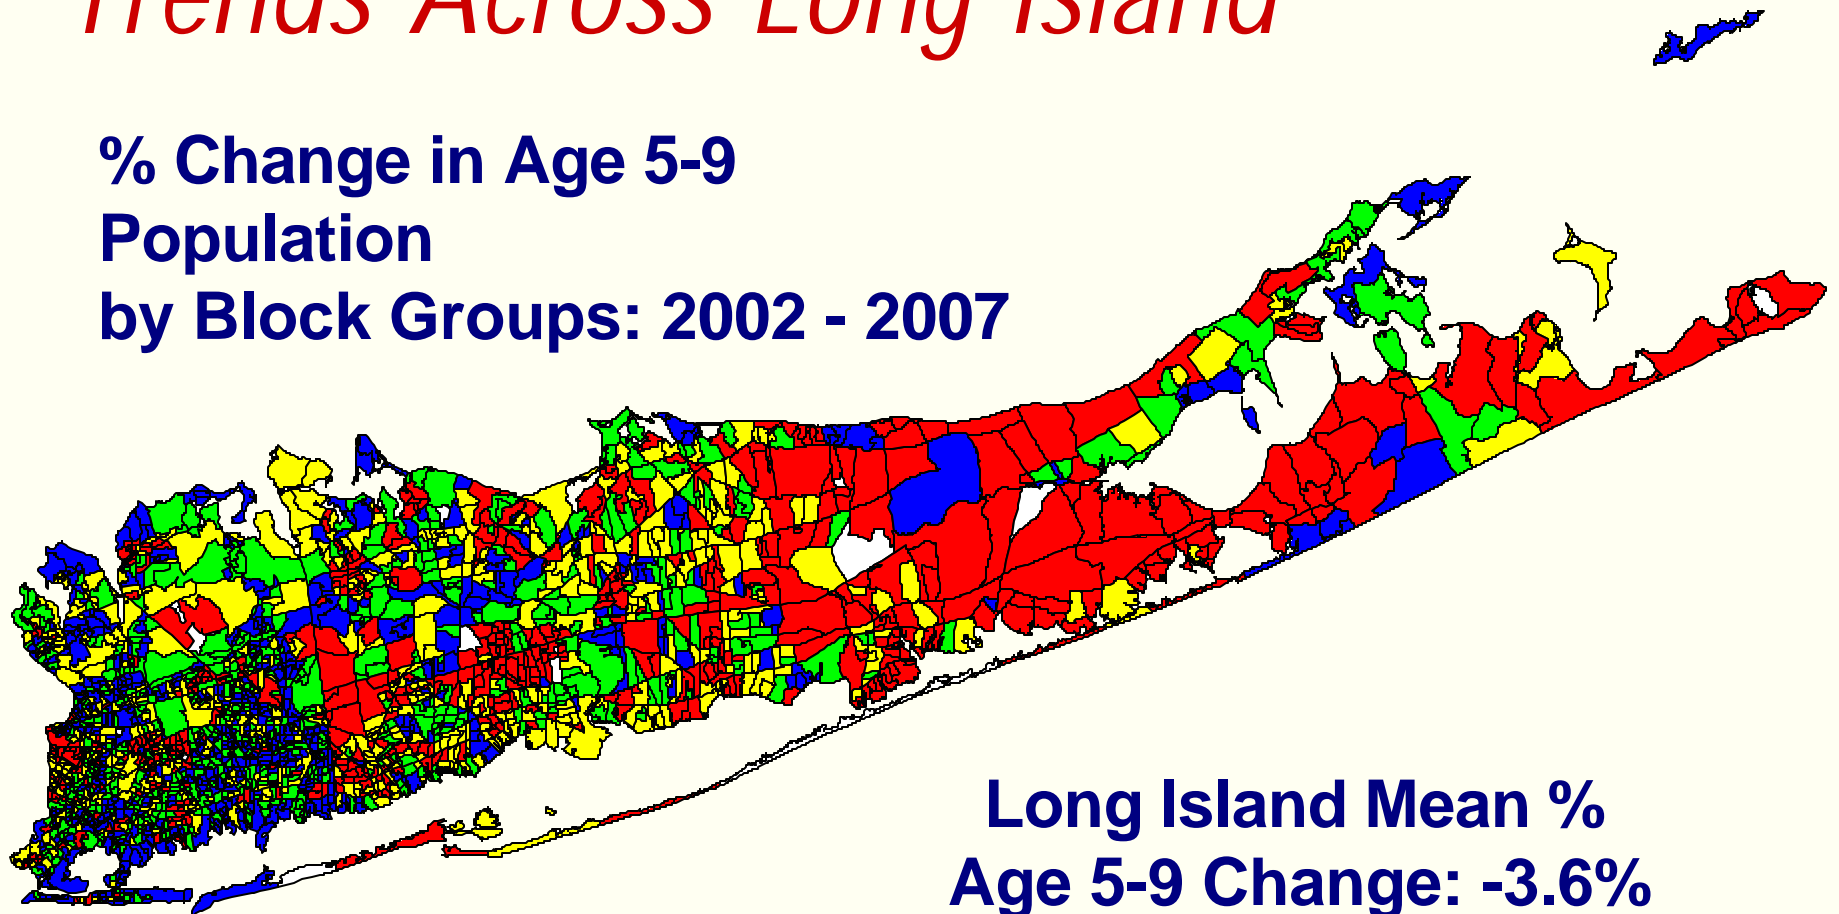 Trends Across Long Island
% Change in Age 5-9
Population
by Block Groups: 2002 - 2007
Long Island Mean %
Age 5-9 Change: -3.6%